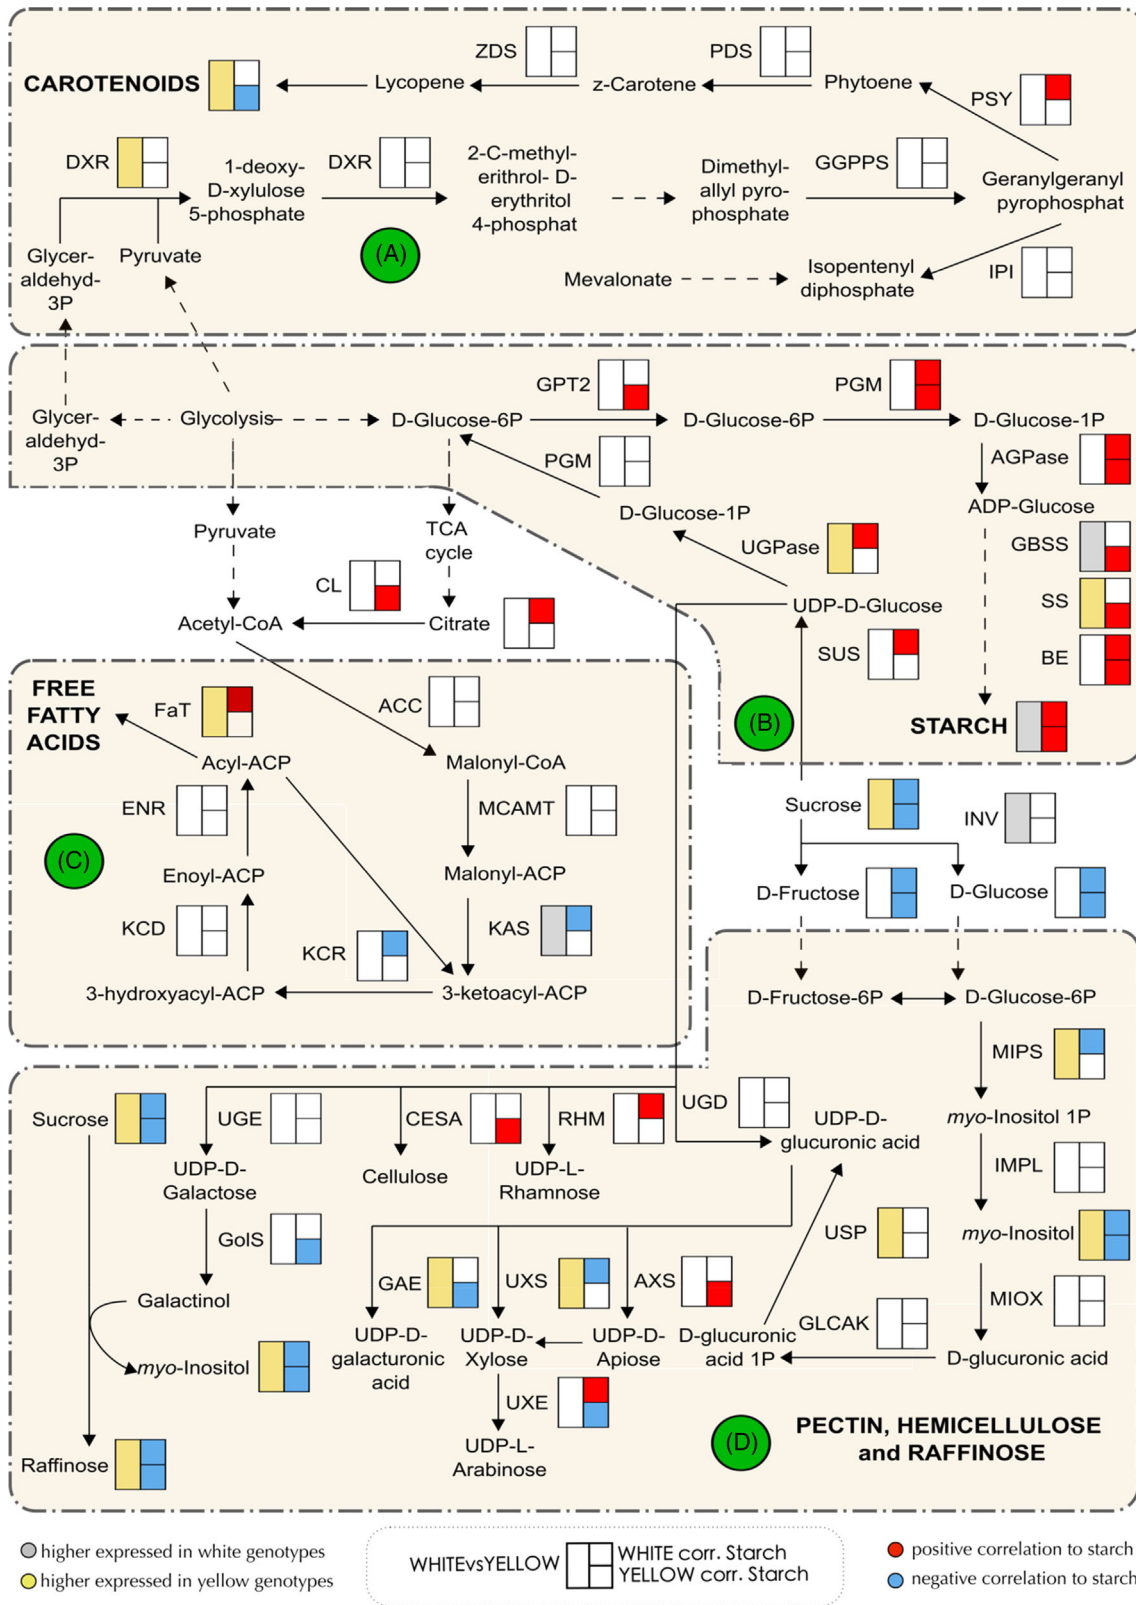 ZDS
PDS
CAROTENOIDS
Lycopene
z-Carotene
Phytoene
PSY
DXR
1-deoxy-
D-xylulose
5-phosphate
DXR
2-C-methyl-
erithrol- D-
erythritol
4-phosphat
Dimethyl-
allyl pyro-
phosphate
GGPPS
Geranylgeranyl
pyrophosphat
Glycer-
aldehyd-
3P
Pyruvate
(A)
Mevalonate
Isopentenyl
diphosphate
IPI
GPT2
PGM
Glycer-
aldehyd-
3P
Glycolysis
D-Glucose-6P
D-Glucose-6P
D-Glucose-1P
PGM
AGPase
D-Glucose-1P
ADP-Glucose
Pyruvate
TCA
cycle
UGPase
GBSS
CL
SS
Acetyl-CoA
Citrate
UDP-D-Glucose
SUS
BE
FREE
FATTY
ACIDS
FaT
ACC
(B)
STARCH
Acyl-ACP
Malonyl-CoA
ENR
MCAMT
Sucrose
INV
(C)
Enoyl-ACP
Malonyl-ACP
D-Fructose
D-Glucose
KCD
KCR
KAS
3-hydroxyacyl-ACP
3-ketoacyl-ACP
D-Fructose-6P
D-Glucose-6P
MIPS
Sucrose
UGE
CESA
RHM
UGD
UDP-D-
glucuronic acid
myo-Inositol 1P
UDP-D-
Galactose
Cellulose
UDP-L-
Rhamnose
IMPL
GolS
USP
myo-Inositol
GAE
UXS
AXS
Galactinol
GLCAK
MIOX
myo-Inositol
UDP-D-
galacturonic
acid
UDP-D-
Xylose
UDP-D-
Apiose
D-glucuronic
acid 1P
D-glucuronic acid
UXE
Raffinose
UDP-L-
Arabinose
(D)
PECTIN, HEMICELLULOSE
and RAFFINOSE
higher expressed in white genotypes
higher expressed in yellow genotypes
WHITEvsYELLOW
WHITE corr. Starch
YELLOW corr. Starch
positive correlation to starch
negative correlation to starch